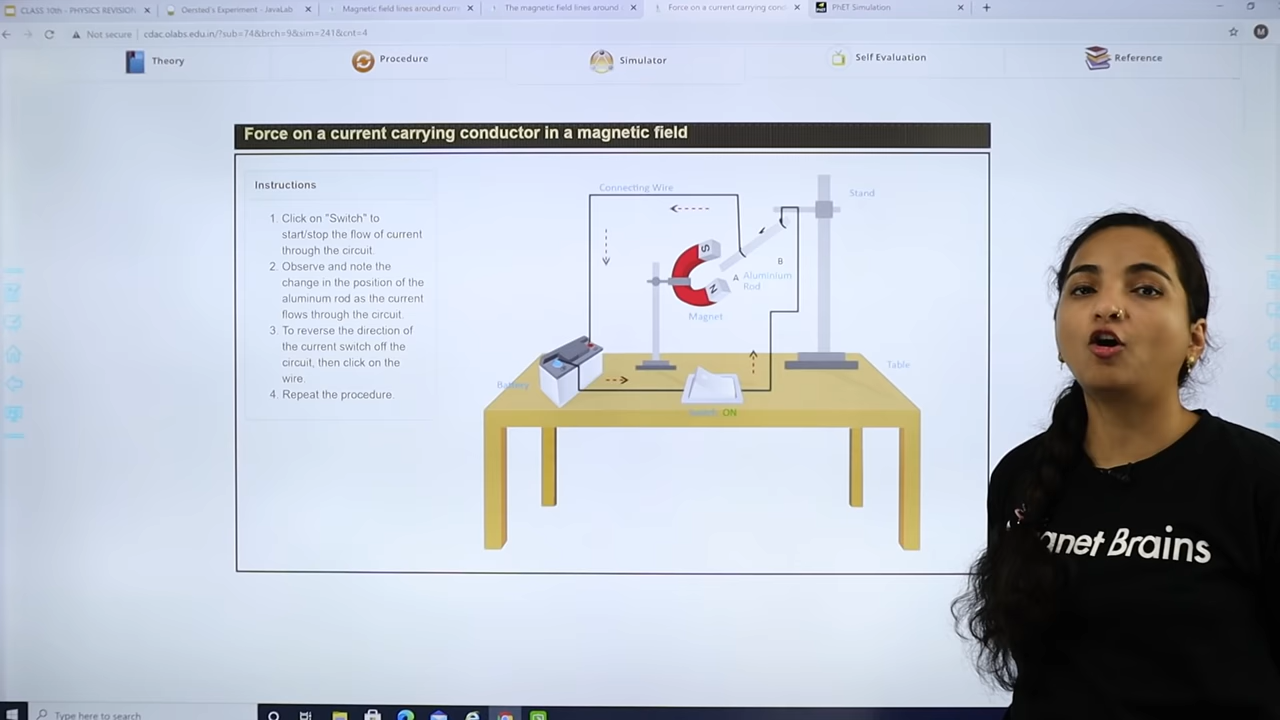 CLASS 10th - PHYSICS REVISION
Oersted's Experiment - JavaLab
Magnetic field lines around curr
The magnetic field lines around
Force on a current carrying cond
PhET Simulation
Not secure
cdac.olabs.edu.in/?sub=74&brch=9&sim=241&cnt=4
M
Theory
Procedure
Simulator
Self Evaluation
Reference
Force on a current carrying conductor in a magnetic field
Instructions
1. Click on "Switch" to
start/stop the flow of current
through the circuit.
2. Observe and note the
change in the position of the
aluminum rod as the current
flows through the circuit.
3. To reverse the direction of
the current switch off the
circuit, then click on the
wire.
4. Repeat the procedure.
Connecting Wire
Stand
S
B
A
Aluminium
Rod
N
Magnet
Battery
Table
Switch ON
anet Brains
Type here to search